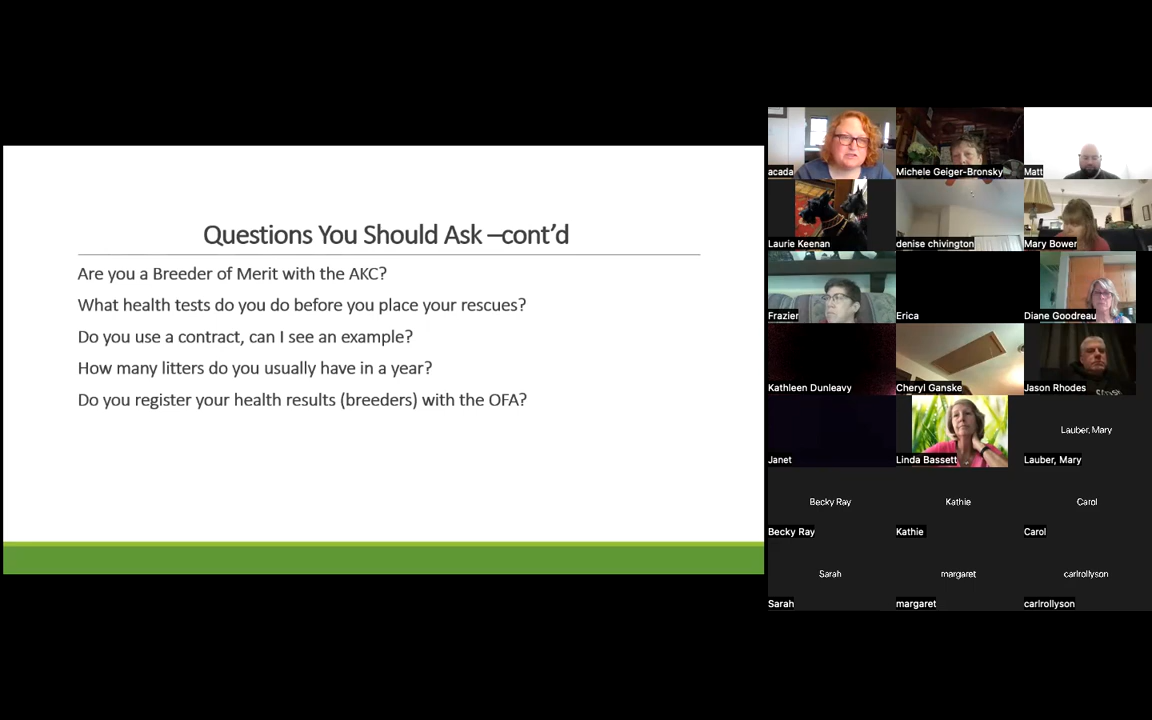 Questions You Should Ask –cont’d
Are you a Breeder of Merit with the AKC?
What health tests do you do before you place your rescues?
Do you use a contract, can I see an example?
How many litters do you usually have in a year?
Do you register your health results (breeders) with the OFA?
acada
Michele Geiger-Bronsky
Matt
Laurie Keenan
denise chivington
Mary Bower
Frazier
Erica
Diane Goodreau
Kathleen Dunleavy
Cheryl Ganske
Jason Rhodes
Janet
Linda Bassett
Lauber, Mary
Lauber, Mary
Becky Ray
Kathie
Carol
Becky Ray
Kathie
Carol
Sarah
margaret
carlrollyson
Sarah
margaret
carlrollyson